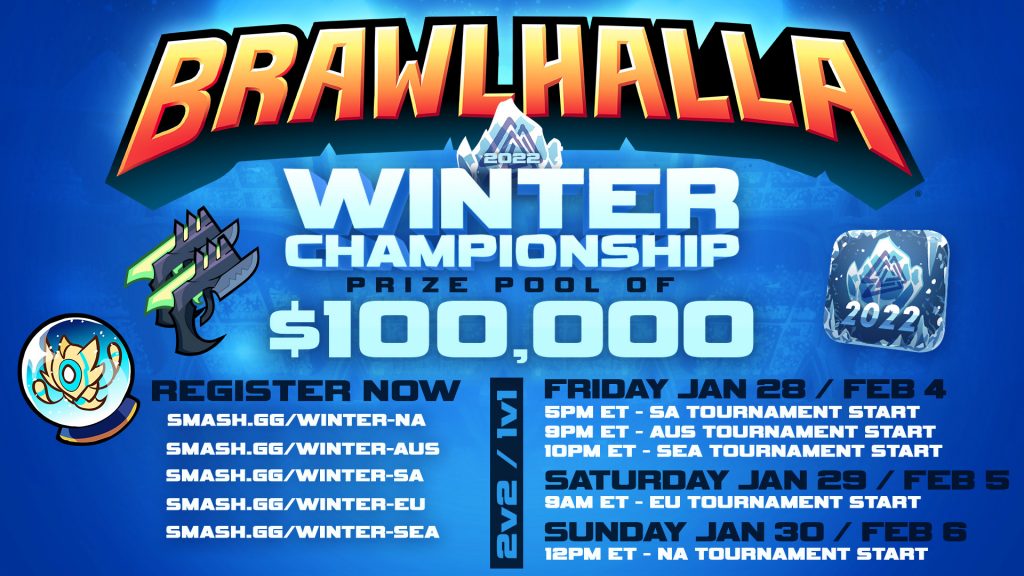 BRAWLHALLA
2022
WINTER
CHAMPIONSHIP
PRIZE POOL OF
$100,000
2022
REGISTER NOW
SMASH.GG/WINTER-NA
SMASH.GG/WINTER-AUS
SMASH.GG/WINTER-SA
SMASH.GG/WINTER-EU
SMASH.GG/WINTER-SEA
2v2 / 1v1
FRIDAY JAN 28 / FEB 4
5PM ET - SA TOURNAMENT START
9PM ET - AUS TOURNAMENT START
10PM ET - SEA TOURNAMENT START
SATURDAY JAN 29 / FEB 5
9AM ET - EU TOURNAMENT START
SUNDAY JAN 30 / FEB 6
12PM ET - NA TOURNAMENT START